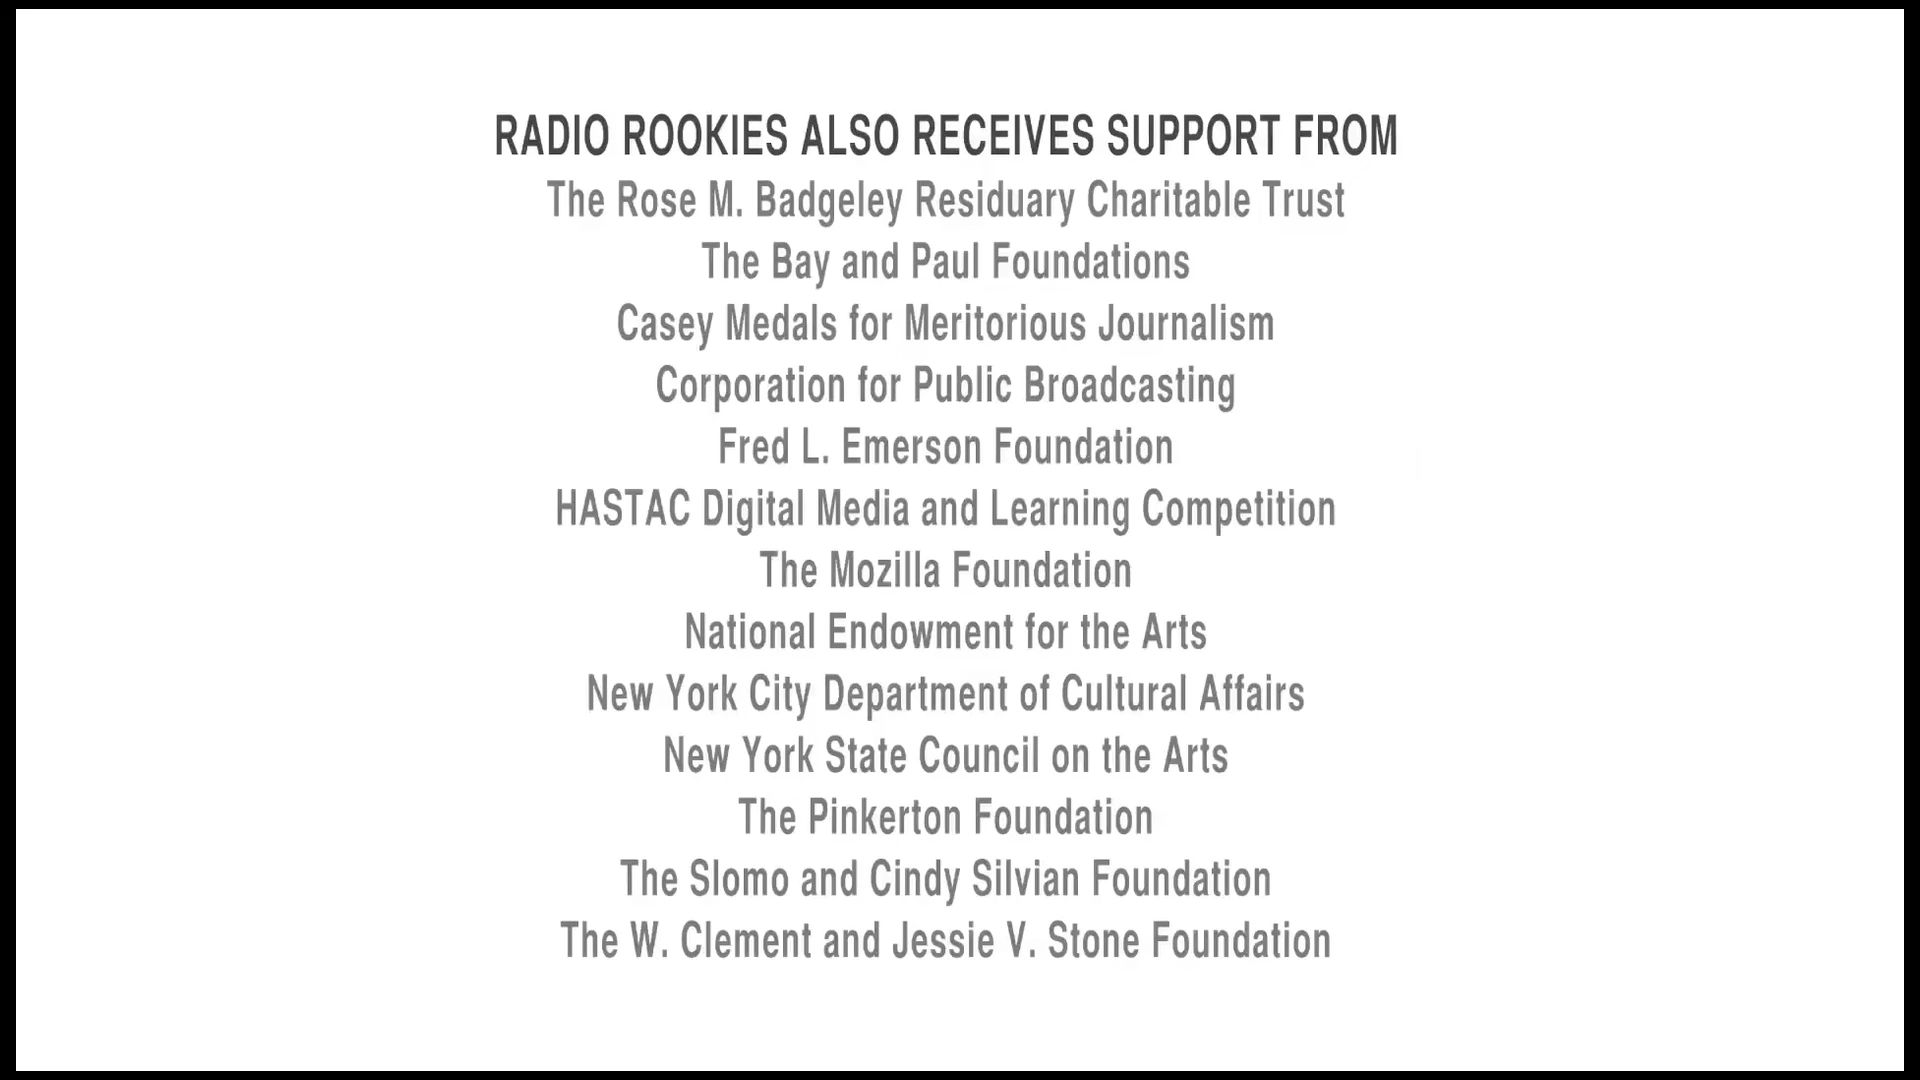 RADIO ROOKIES ALSO RECEIVES SUPPORT FROM
The Rose M. Badgeley Residuary Charitable Trust
The Bay and Paul Foundations
Casey Medals for Meritorious Journalism
Corporation for Public Broadcasting
Fred L. Emerson Foundation
HASTAC Digital Media and Learning Competition
The Mozilla Foundation
National Endowment for the Arts
New York City Department of Cultural Affairs
New York State Council on the Arts
The Pinkerton Foundation
The Slomo and Cindy Silvian Foundation
The W. Clement and Jessie V. Stone Foundation